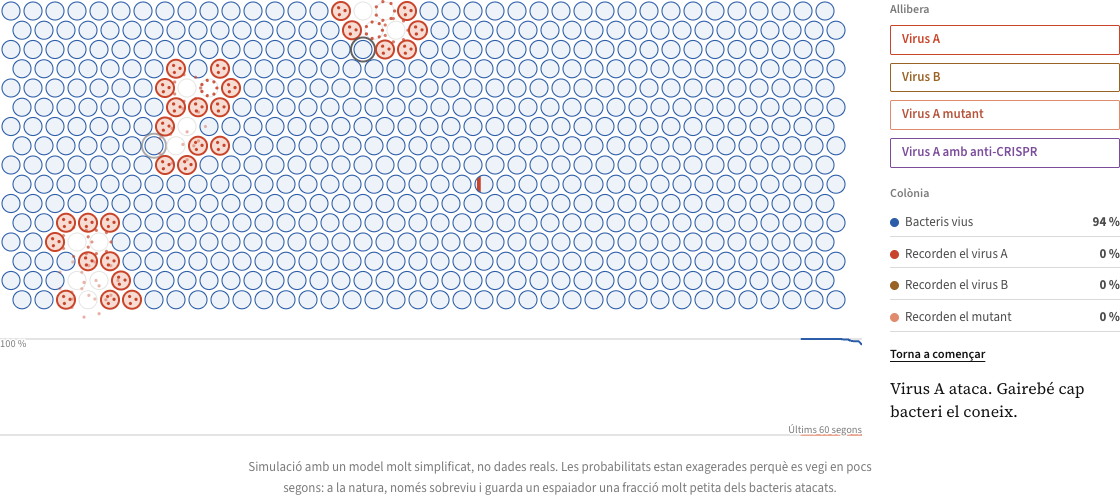 Allibera
Virus A
Virus B
Virus A mutant
Virus A amb anti-CRISPR
Colònia
Bacteris vius 94 %
Recorden el virus A 0 %
Recorden el virus B 0 %
Recorden el mutant 0 %
Torna a començar
Virus A ataca. Gairebé cap
bacteri el coneix.
100 %
Últims 60 segons
Simulació amb un model molt simplificat, no dades reals. Les probabilitats estan exagerades perquè es vegi en pocs
segons: a la natura, només sobreviu i guarda un espaiador una fracció molt petita dels bacteris atacats.